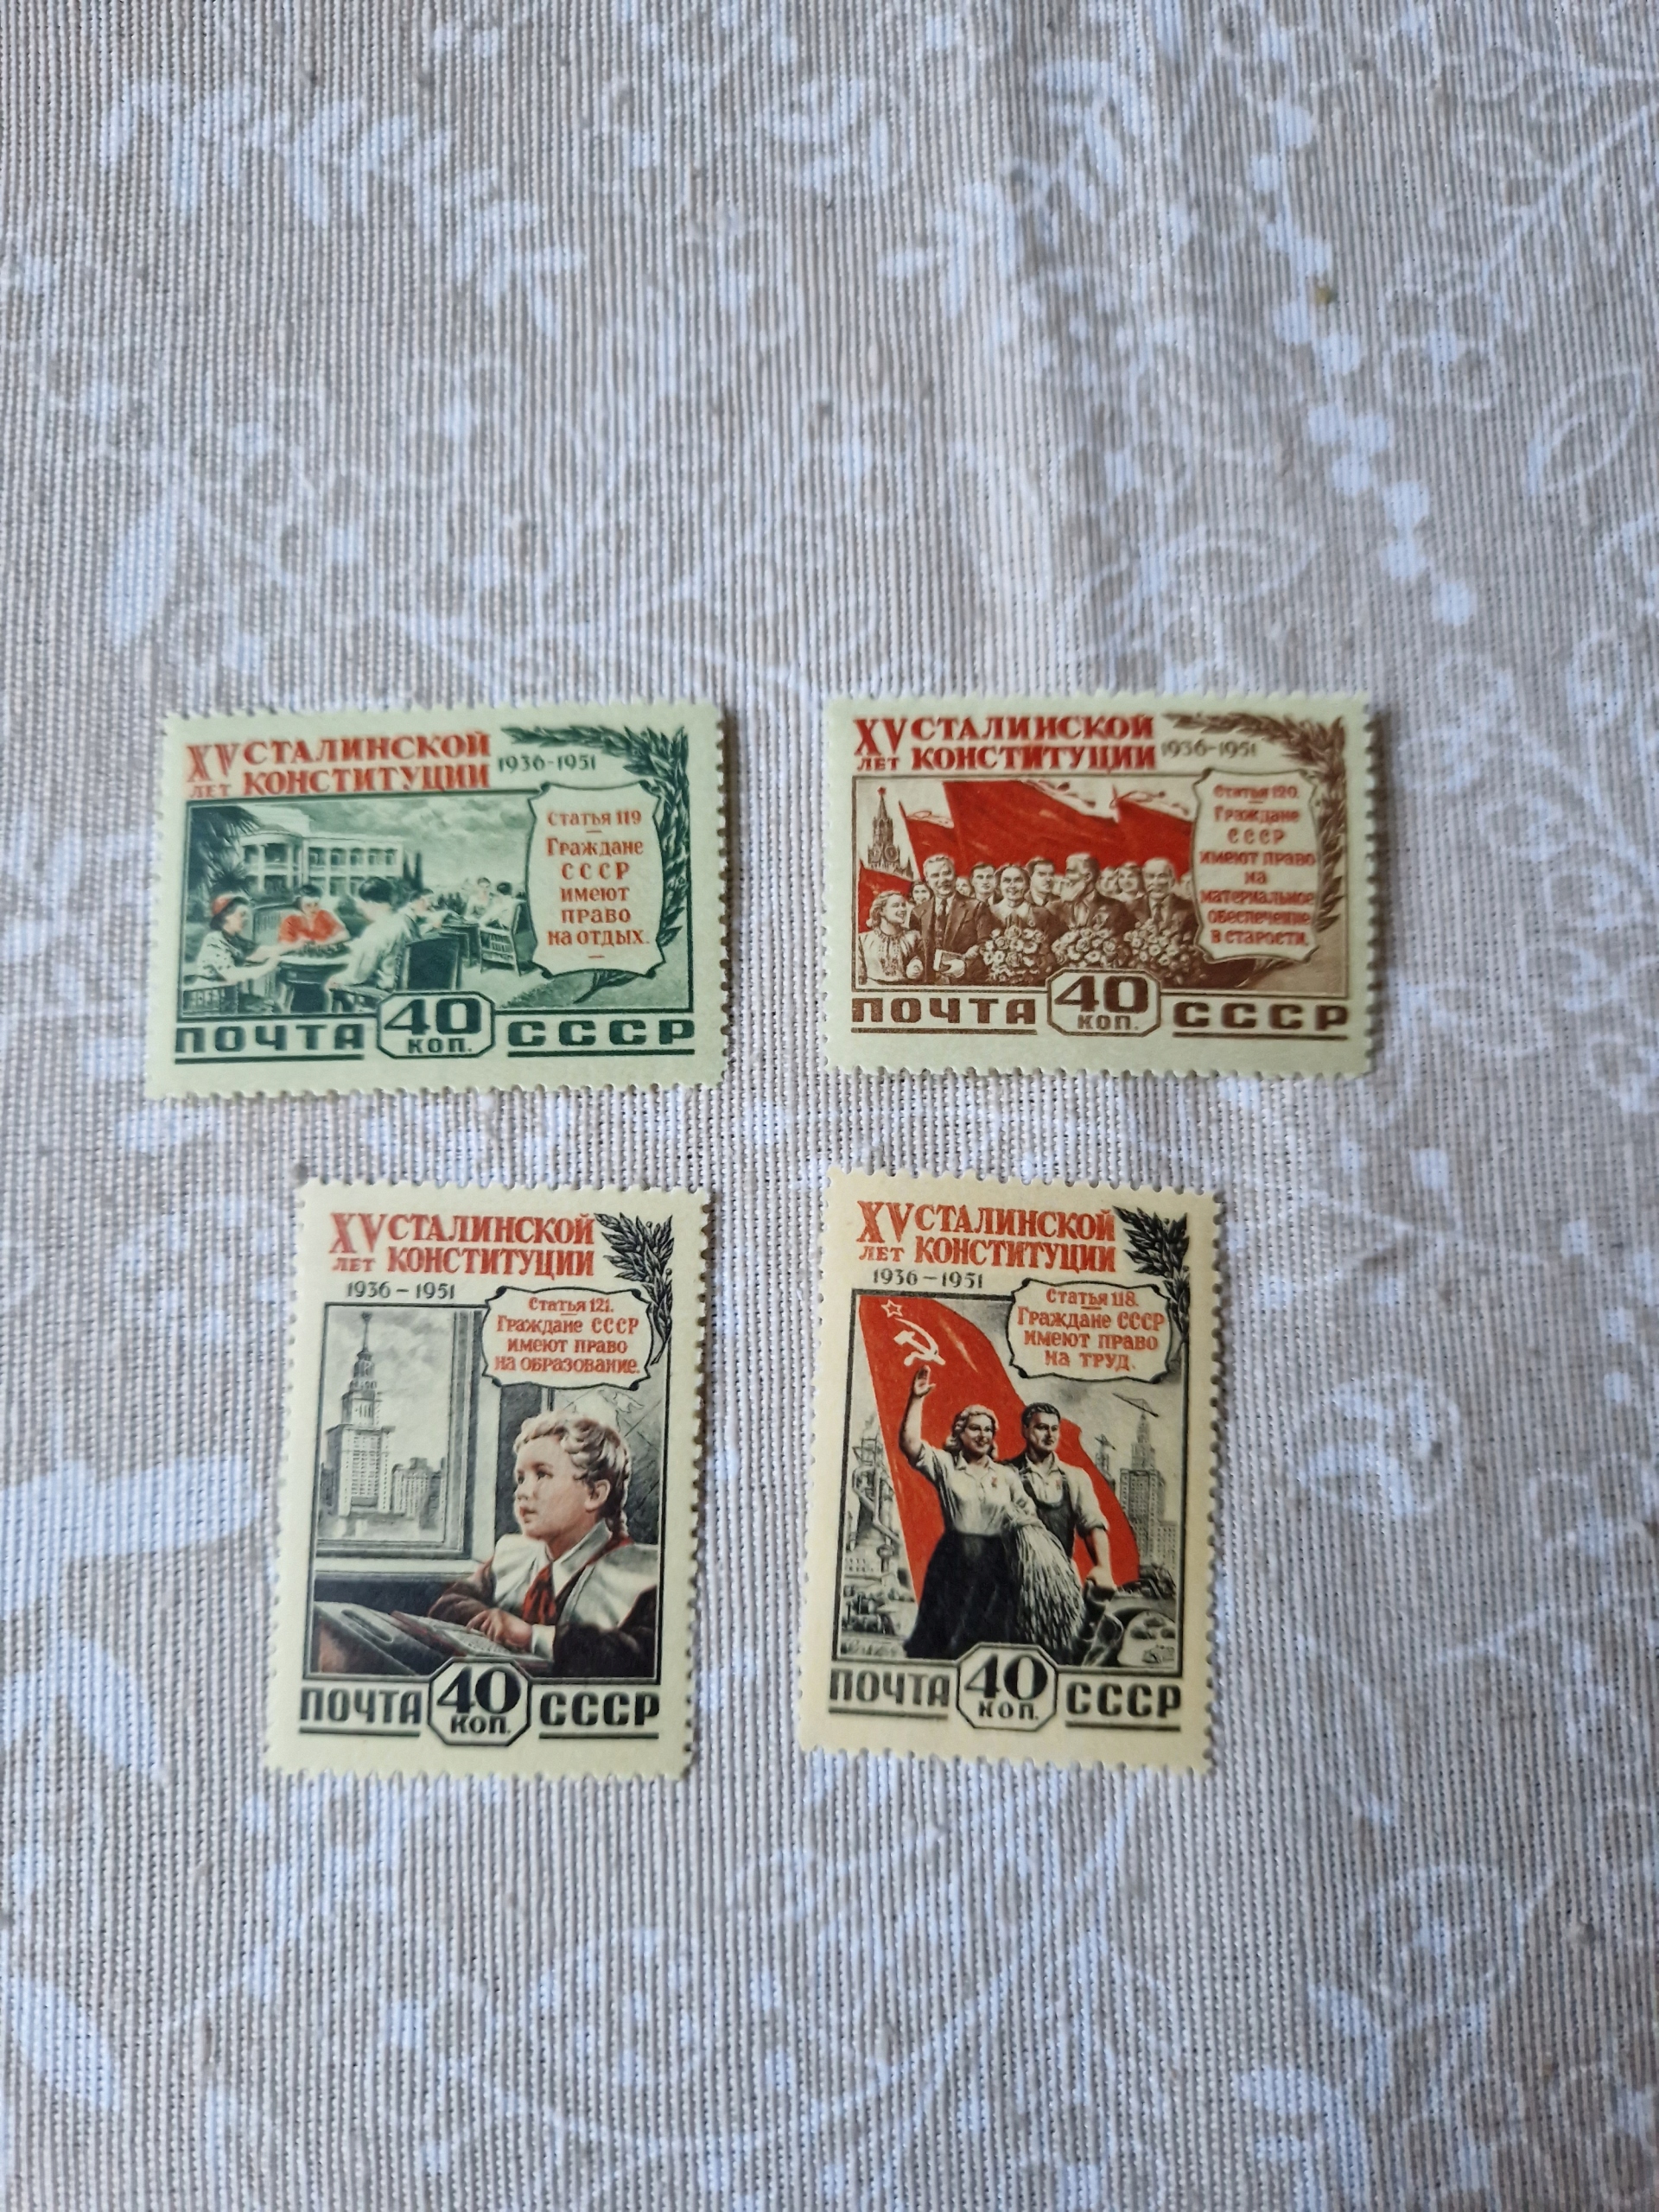 XV СТАЛИНСКОЙ
ЛЕТ КОНСТИТУЦИИ
1936-1951
Статья 119
Граждане
СССР
имеют
право
на отдых.
ПОЧТА 40 СССР
КОП.
XV СТАЛИНСКОЙ
ЛЕТ КОНСТИТУЦИИ
1936-1951
Статья 120.
Граждане
СССР
имеют право
на
материальное
обеспечение
в старости.
ПОЧТА 40 СССР
КОП.
XV СТАЛИНСКОЙ
ЛЕТ КОНСТИТУЦИИ
1936-1951
Статья 121.
Граждане СССР
имеют право
на образование.
ПОЧТА 40 СССР
КОП.
XV СТАЛИНСКОЙ
ЛЕТ КОНСТИТУЦИИ
1936-1951
Статья 118.
Граждане СССР
имеют право
на труд.
ПОЧТА 40 СССР
КОП.